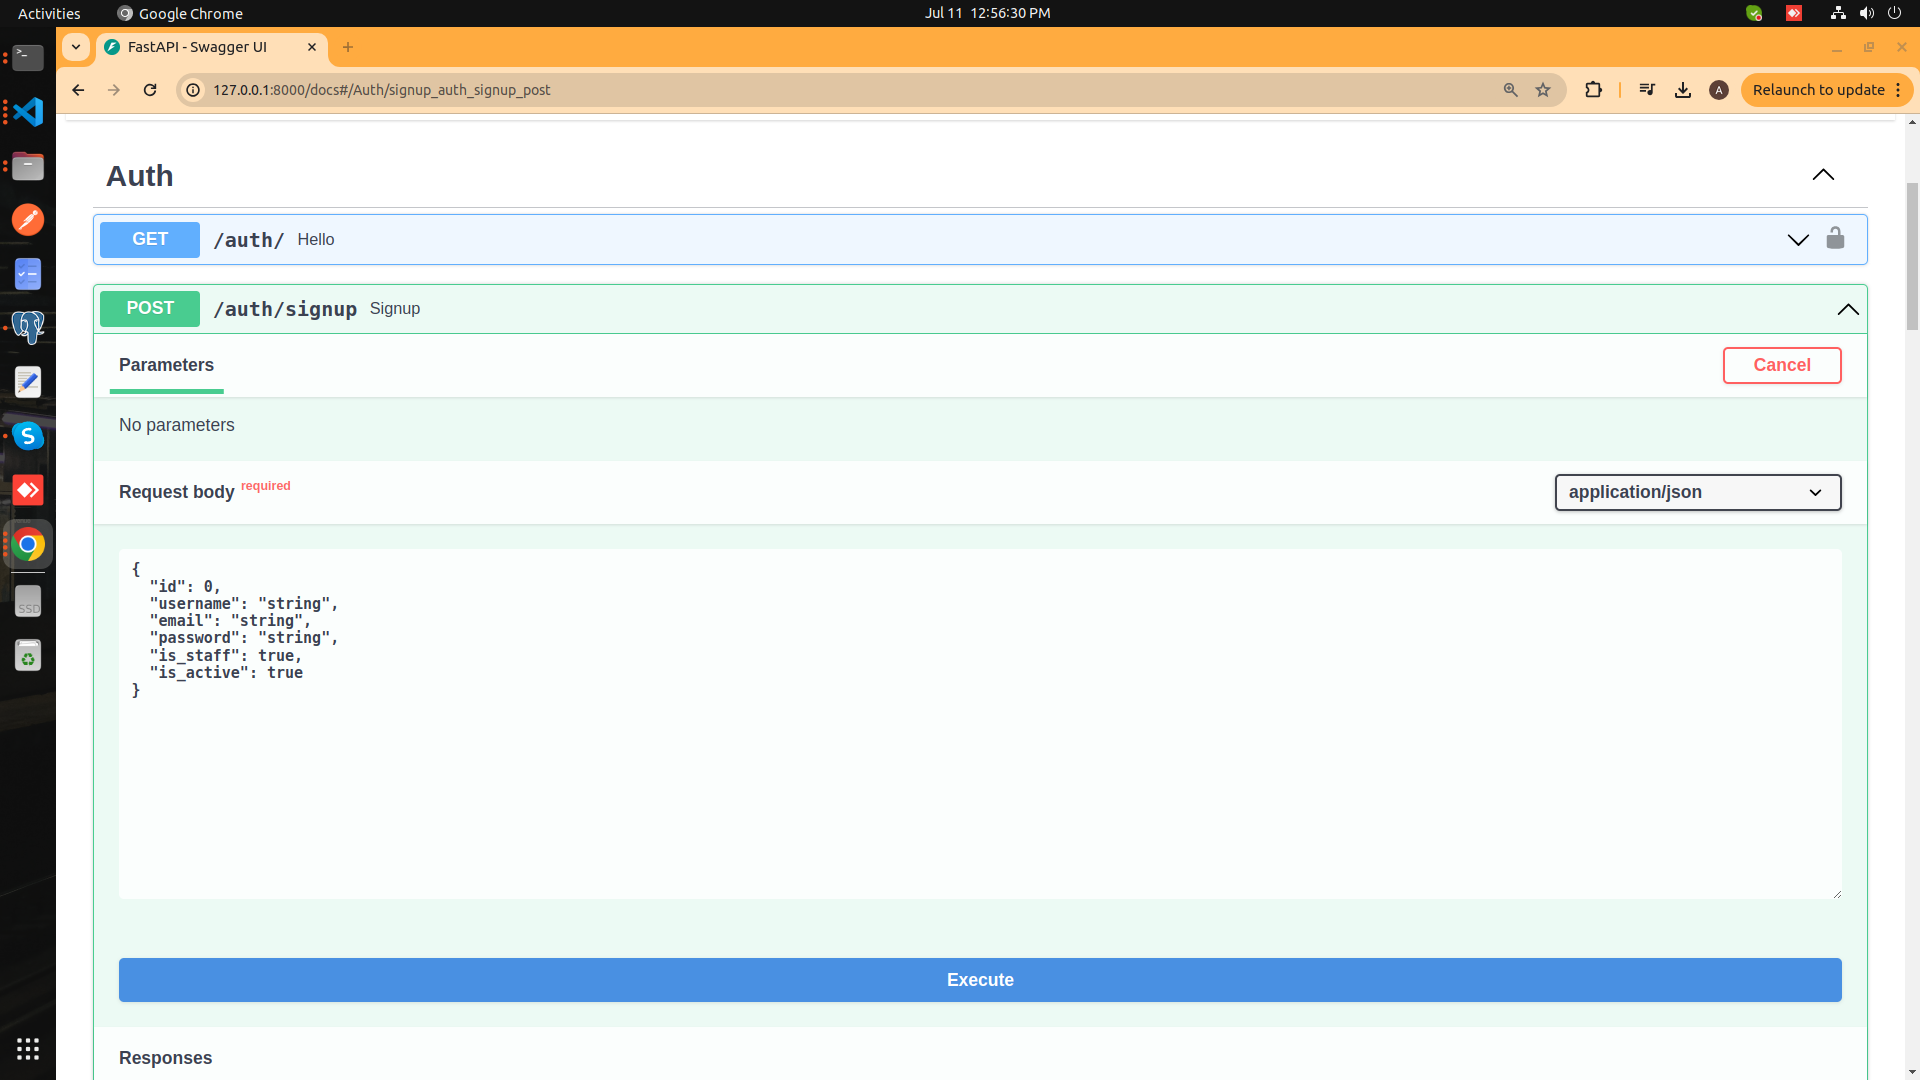 Activities
Google Chrome
Jul 11 12:56:30 PM
FastAPI - Swagger UI
127.0.0.1:8000/docs#/Auth/signup_auth_signup_post
A
Relaunch to update
Auth
GET /auth/ Hello
POST /auth/signup Signup
Parameters
Cancel
No parameters
Request body required
application/json
{
  "id": 0,
  "username": "string",
  "email": "string",
  "password": "string",
  "is_staff": true,
  "is_active": true
}
SSD
Execute
Responses